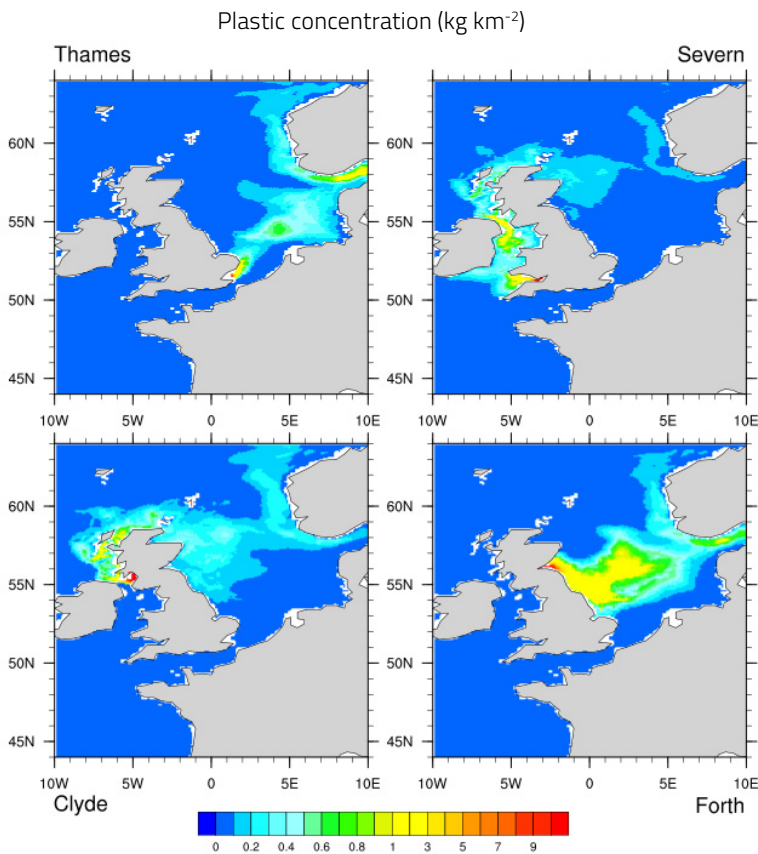 Plastic concentration (kg km⁻²)
Thames Severn
60N 60N
55N 55N
50N 50N
45N 45N
10W 5W 0 5E 10E 10W 5W 0 5E 10E
60N 60N
55N 55N
50N 50N
45N 45N
10W 5W 0 5E 10E 10W 5W 0 5E 10E
Clyde Forth
0 0.2 0.4 0.6 0.8 1 3 5 7 9